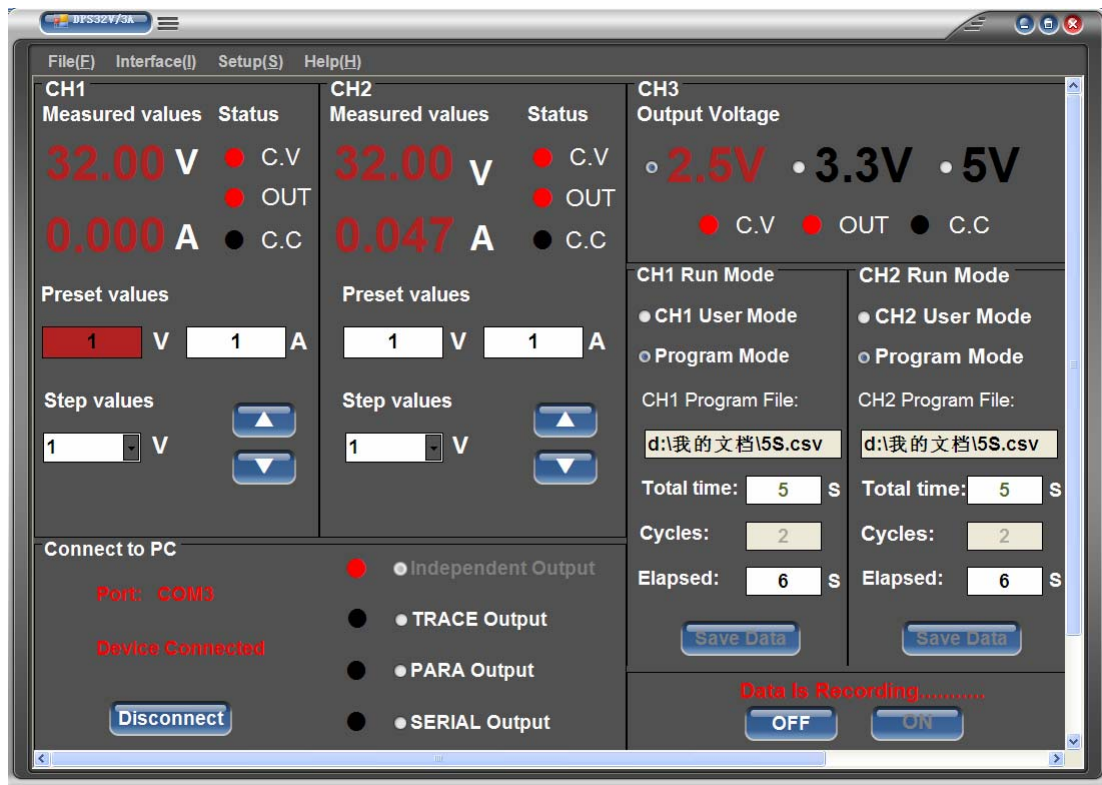 DPS32V/3A
File(F) Interface(I) Setup(S) Help(H)
CH1
Measured values Status
32.00 V C.V
OUT
0.000 A C.C
Preset values
1 V 1 A
Step values
1 V
CH2
Measured values Status
32.00 V C.V
OUT
0.047 A C.C
Preset values
1 V 1 A
Step values
1 V
CH3
Output Voltage
2.5V 3.3V 5V
C.V OUT C.C
CH1 Run Mode
CH1 User Mode
Program Mode
CH1 Program File:
d:\我的文档\5S.csv
Total time: 5 S
Cycles: 2
Elapsed: 6 S
Save Data
CH2 Run Mode
CH2 User Mode
Program Mode
CH2 Program File:
d:\我的文档\5S.csv
Total time: 5 S
Cycles: 2
Elapsed: 6 S
Save Data
Connect to PC
Port: COM3
Device Connected
Disconnect
Independent Output
TRACE Output
PARA Output
SERIAL Output
Data Is Recording...........
OFF ON